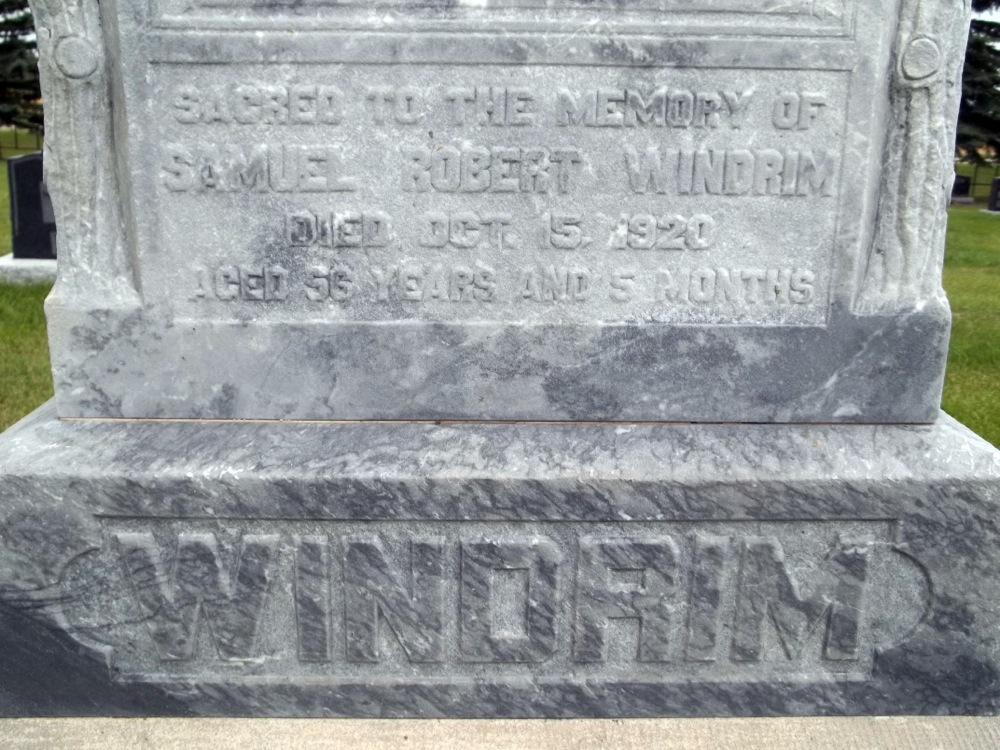 SACRED TO THE MEMORY OF
SAMUEL ROBERT WINDRIM
DIED OCT. 15, 1920
AGED 56 YEARS AND 5 MONTHS
WINDRIM